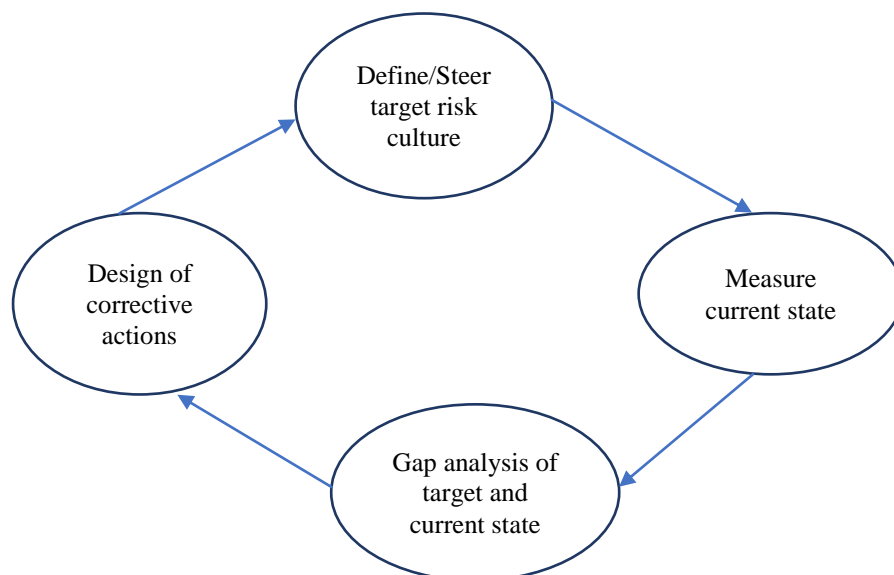 Define/Steer
target risk
culture
Measure
current state
Gap analysis of
target and
current state
Design of
corrective
actions